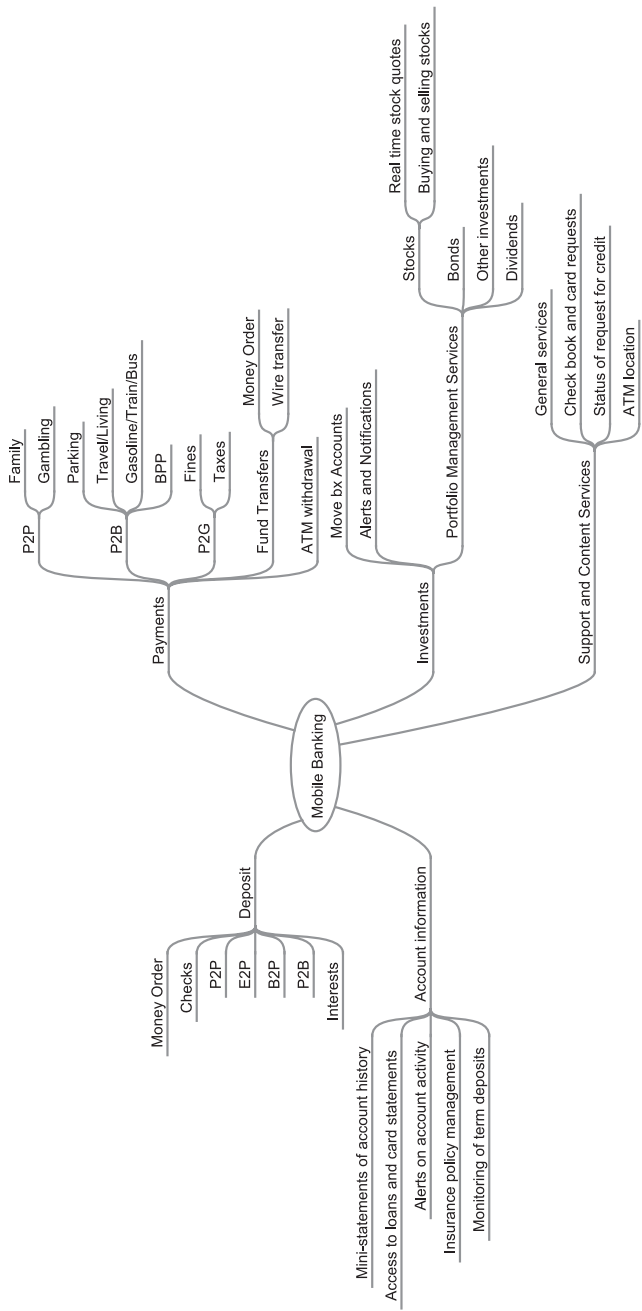 Mobile Banking
Deposit
Money Order
Checks
P2P
E2P
B2P
P2B
Interests
Account information
Mini-statements of account history
Access to loans and card statements
Alerts on account activity
Insurance policy management
Monitoring of term deposits
Payments
P2P
Family
Gambling
P2B
Parking
Travel/Living
Gasoline/Train/Bus
BPP
P2G
Fines
Taxes
Fund Transfers
Money Order
Wire transfer
ATM withdrawal
Investments
Move bx Accounts
Alerts and Notifications
Portfolio Management Services
Stocks
Real time stock quotes
Buying and selling stocks
Bonds
Other investments
Dividends
Support and Content Services
General services
Check book and card requests
Status of request for credit
ATM location